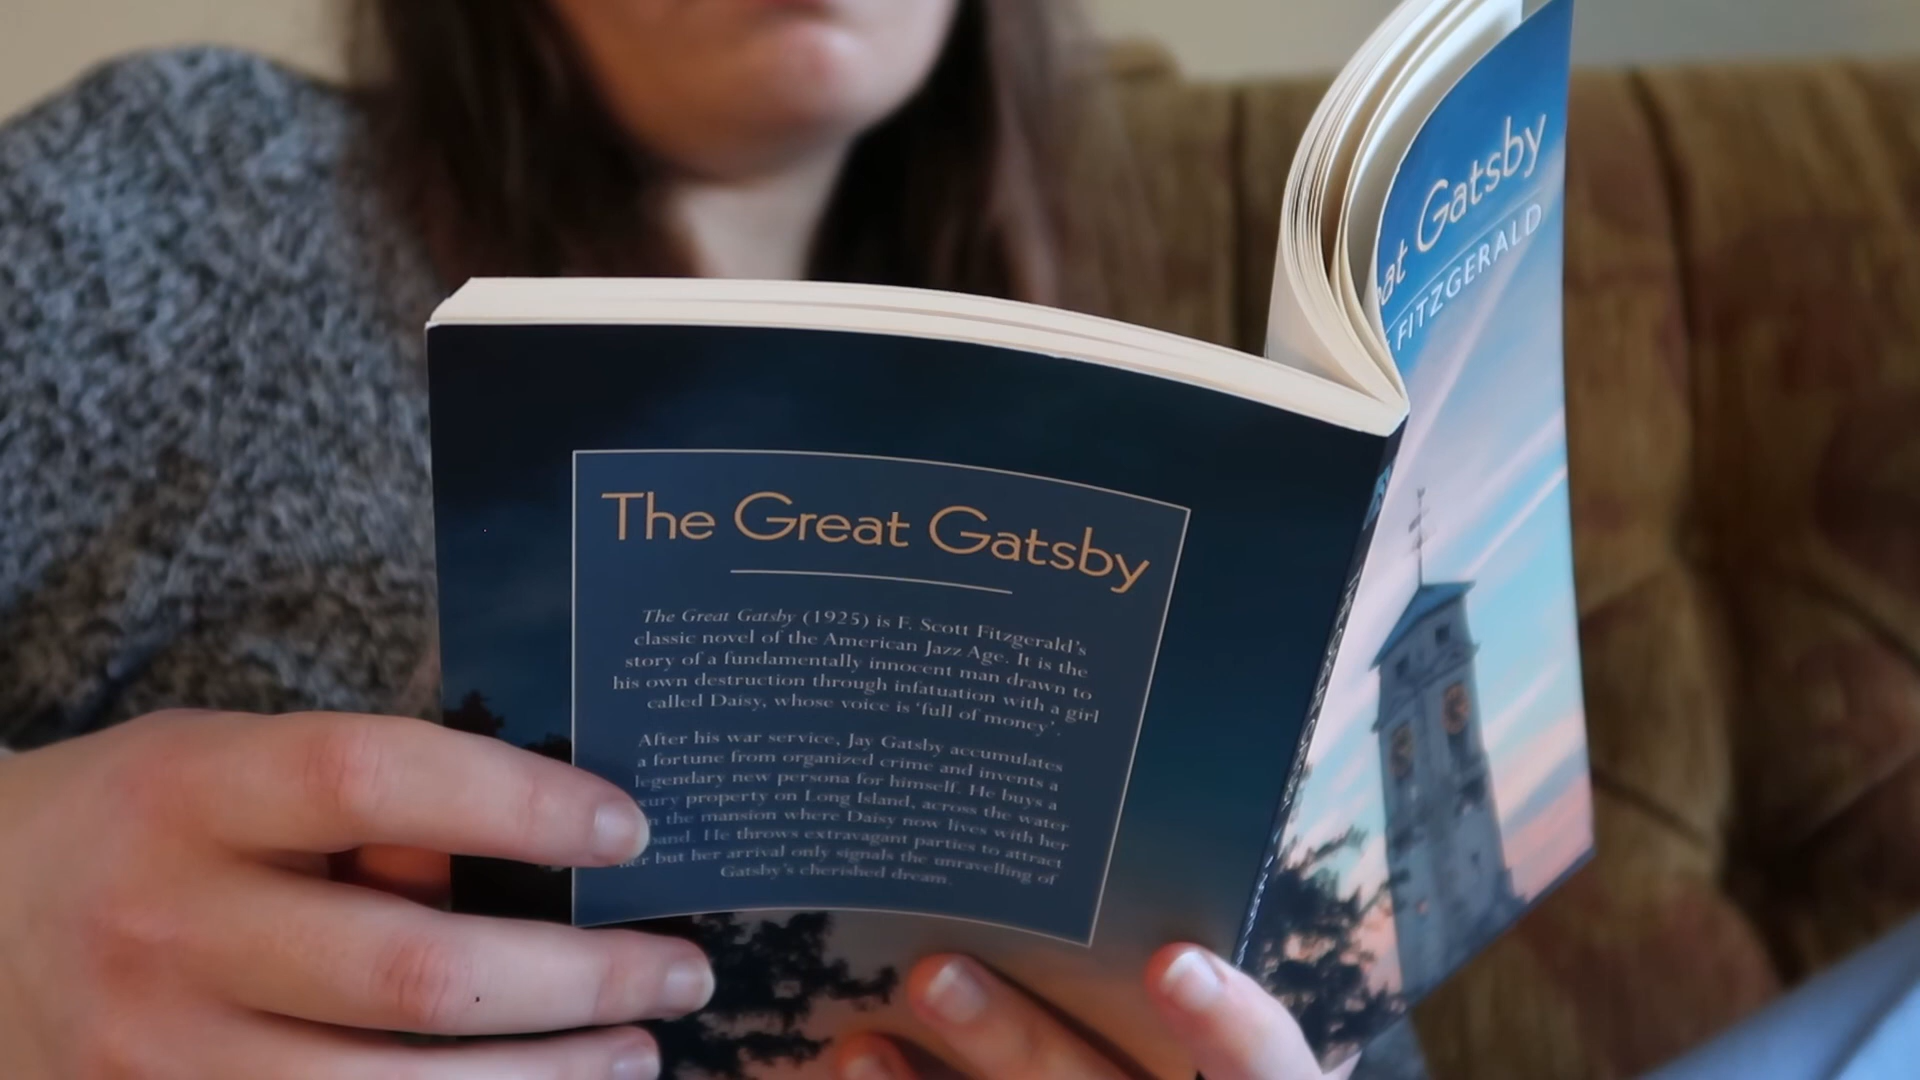 The Great Gatsby
The Great Gatsby (1925) is F. Scott Fitzgerald's
classic novel of the American Jazz Age. It is the
story of a fundamentally innocent man drawn to
his own destruction through infatuation with a girl
called Daisy, whose voice is 'full of money'.
After his war service, Jay Gatsby accumulates
a fortune from organized crime and invents a
legendary new persona for himself. He buys a
property on Long Island, across the water
the mansion where Daisy now lives with her
He throws extravagant parties to attract
but her arrival only signals the unravelling of
Gatsby's cherished dream.
Gatsby
FITZGERALD